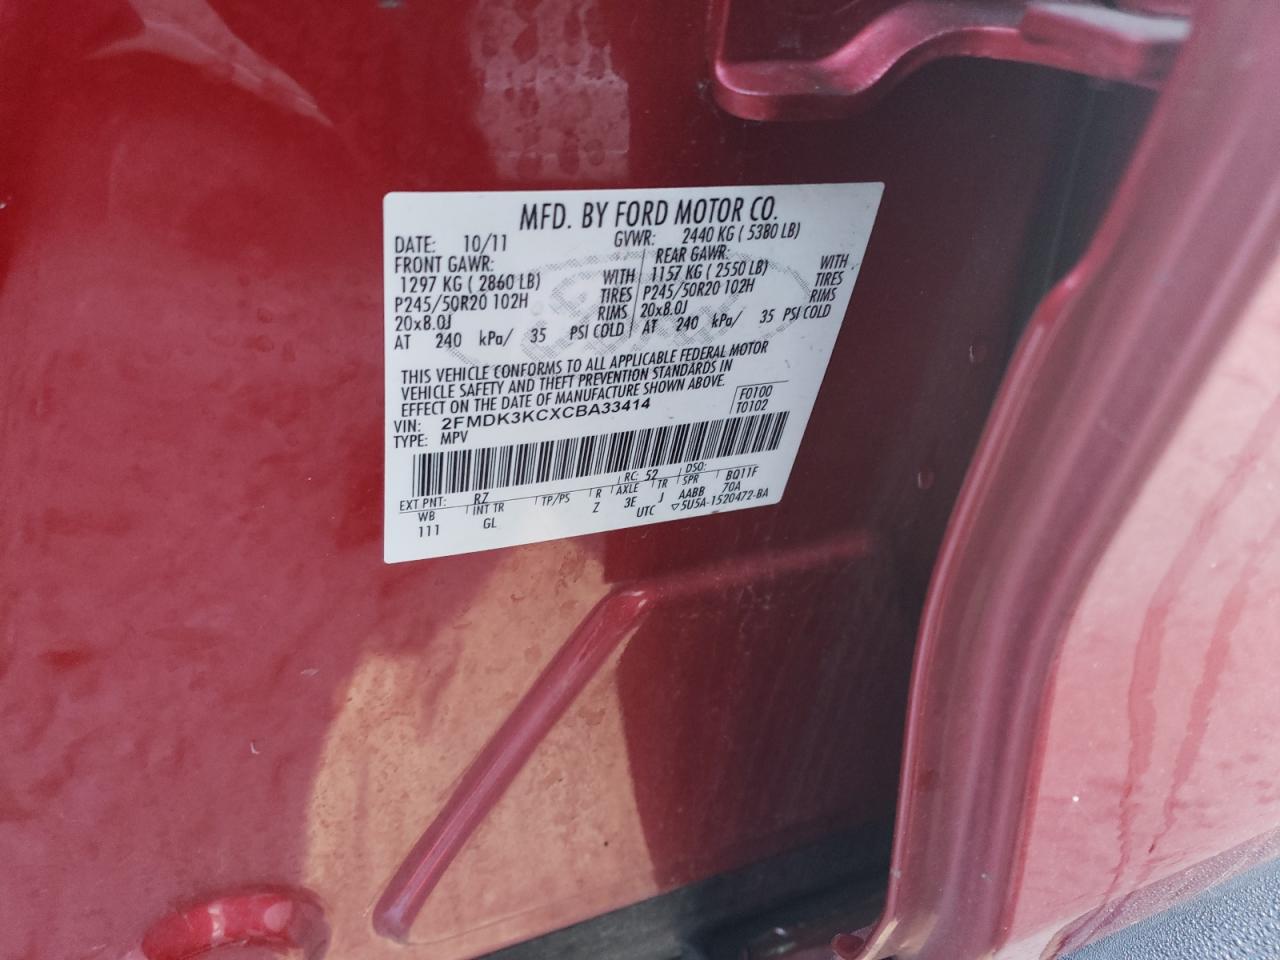 MFD. BY FORD MOTOR CO.
DATE: 10/11 GVWR: 2440 KG ( 5380 LB)
FRONT GAWR: REAR GAWR:
1297 KG ( 2860 LB) WITH 1157 KG ( 2550 LB) WITH
P245/50R20 102H TIRES P245/50R20 102H TIRES
20x8.0J RIMS 20x8.0J RIMS
AT 240 kPa/ 35 PSI COLD AT 240 kPa/ 35 PSI COLD
THIS VEHICLE CONFORMS TO ALL APPLICABLE FEDERAL MOTOR
VEHICLE SAFETY AND THEFT PREVENTION STANDARDS IN
EFFECT ON THE DATE OF MANUFACTURE SHOWN ABOVE.
F0100
VIN: 2FMDK3KCXCBA33414 T0102
TYPE: MPV
EXT PNT: RZ RC: 52 DSO: BQ11F
WB INT TR TP/PS R AXLE TR SPR
111 GL Z 3E J AABB 70A
UTC ▽5U5A-1520472-BA